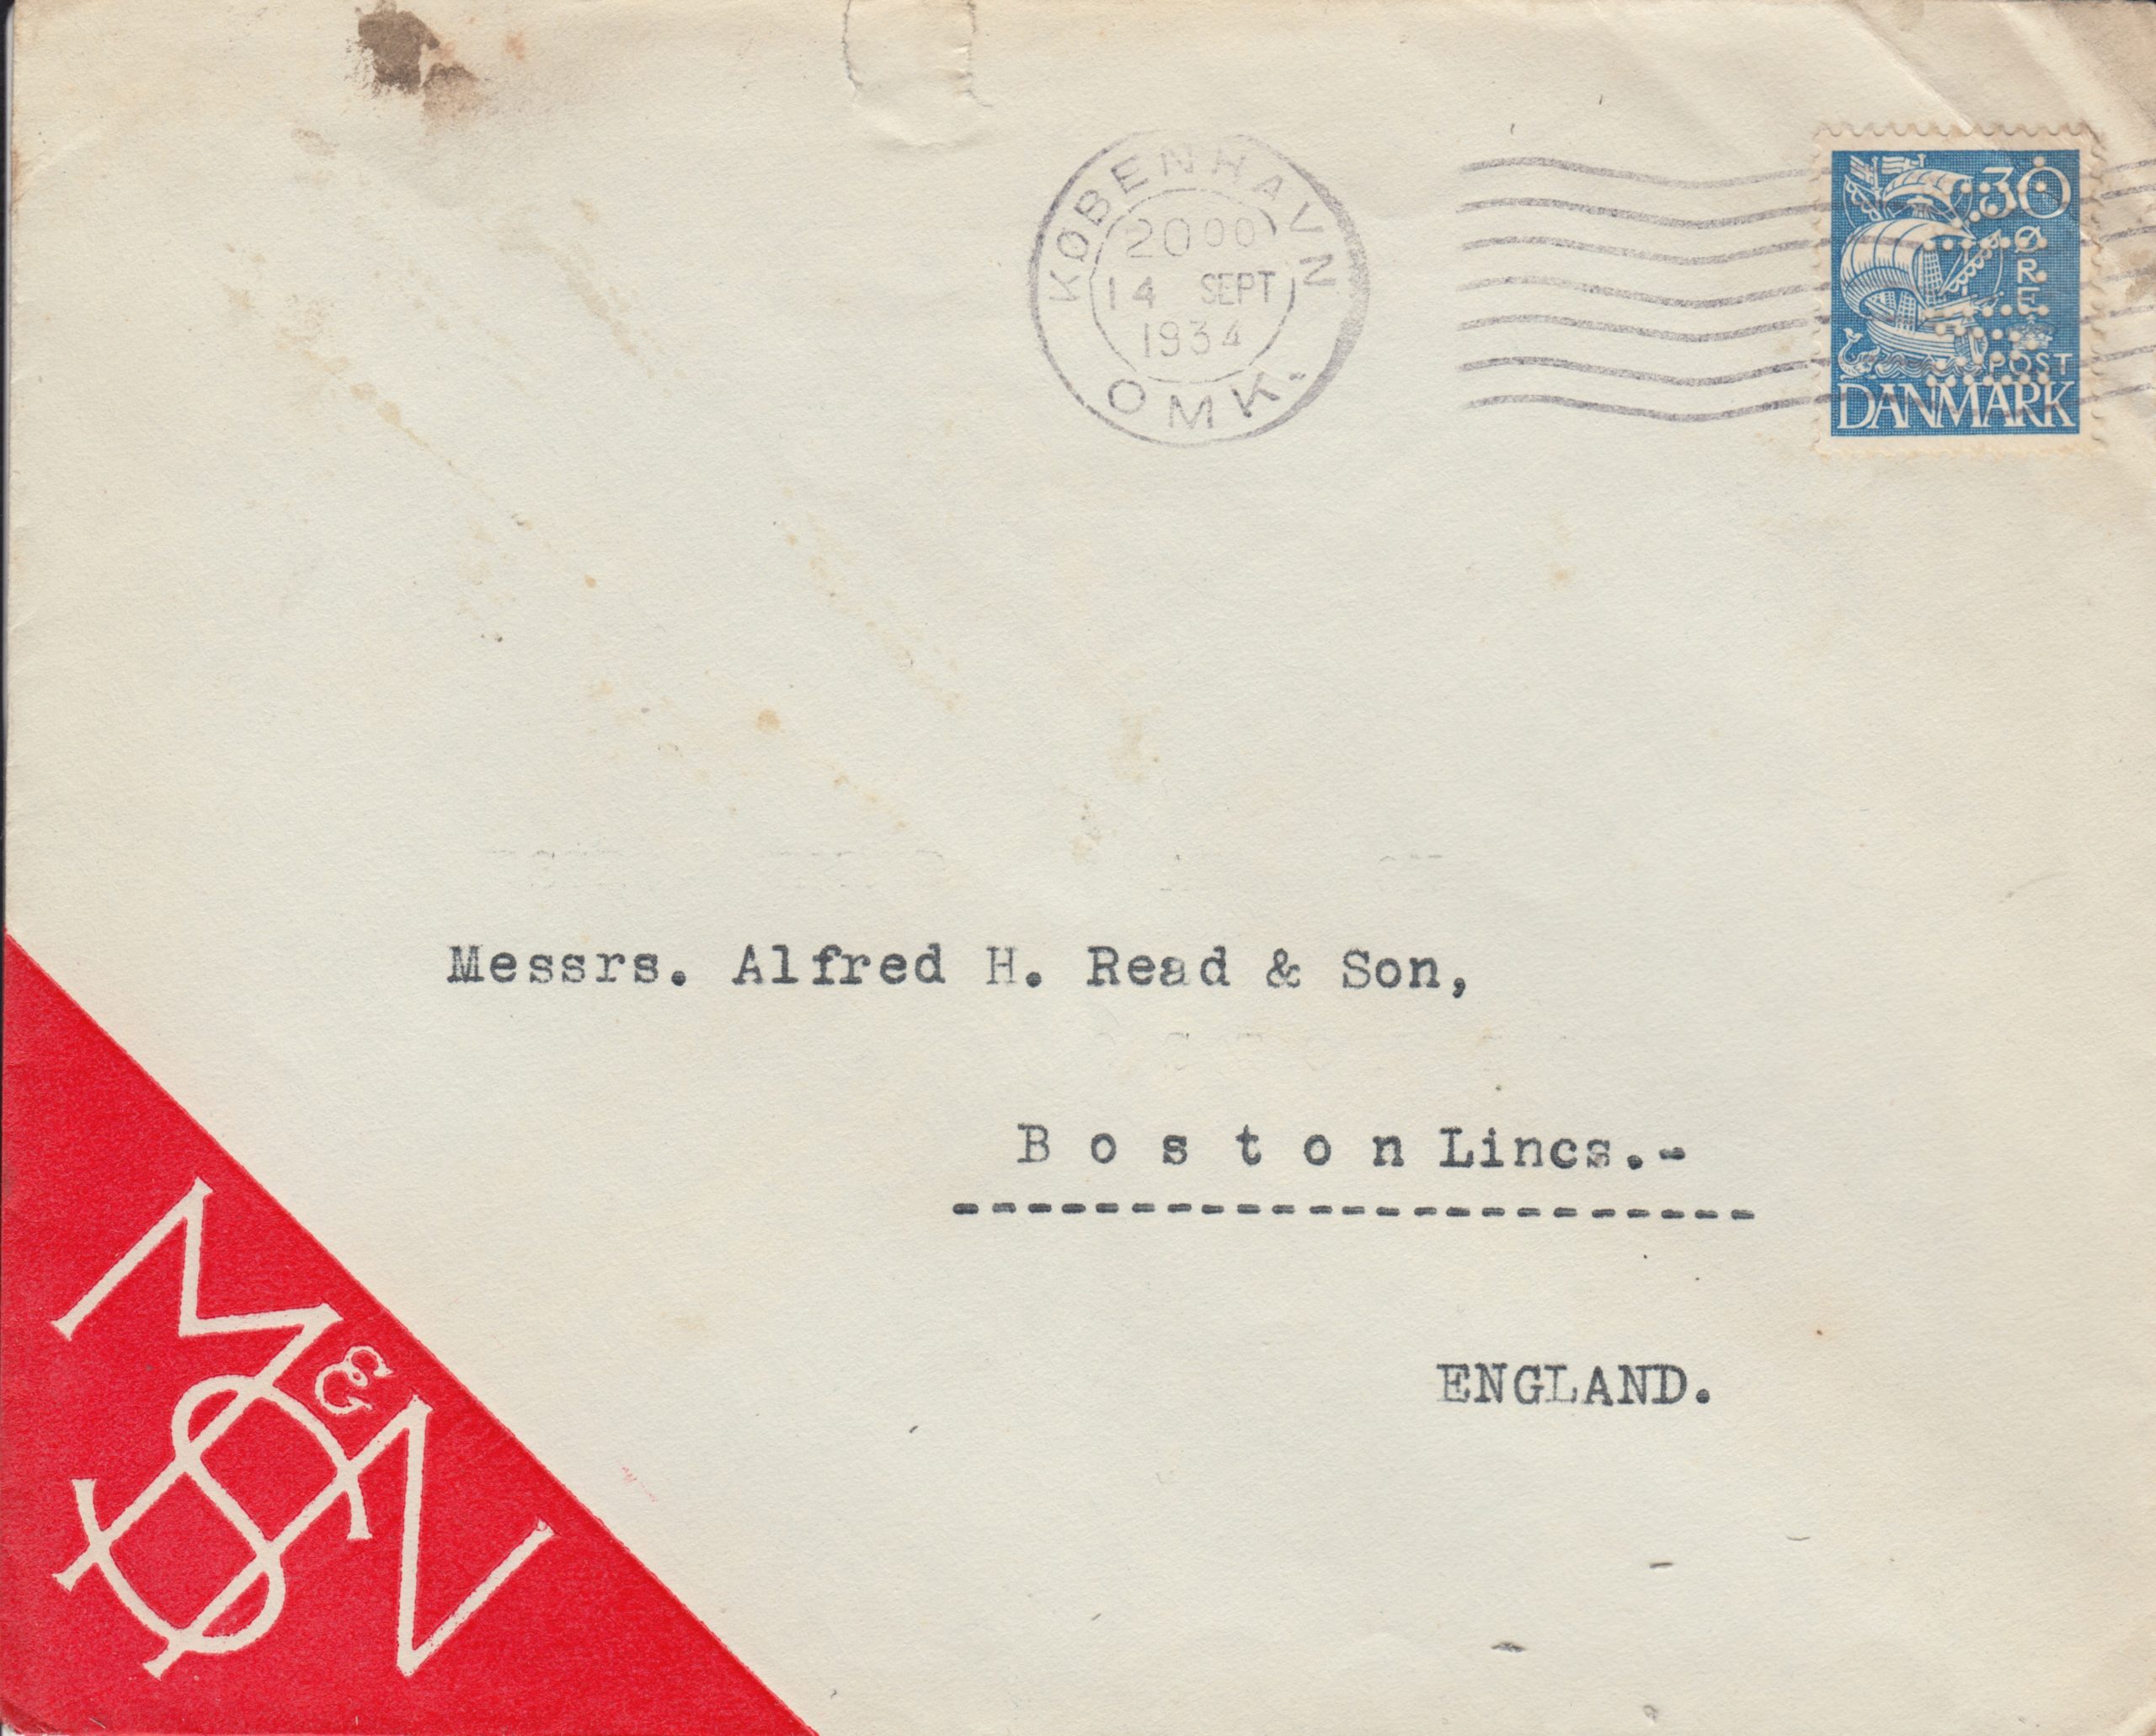 KØBENHAVN
20 00
14 SEPT
1934
OMK.
30
ØRE
POST
DANMARK
Messrs. Alfred H. Read & Son,
B o s t o n Lincs.-
ENGLAND.
M & N